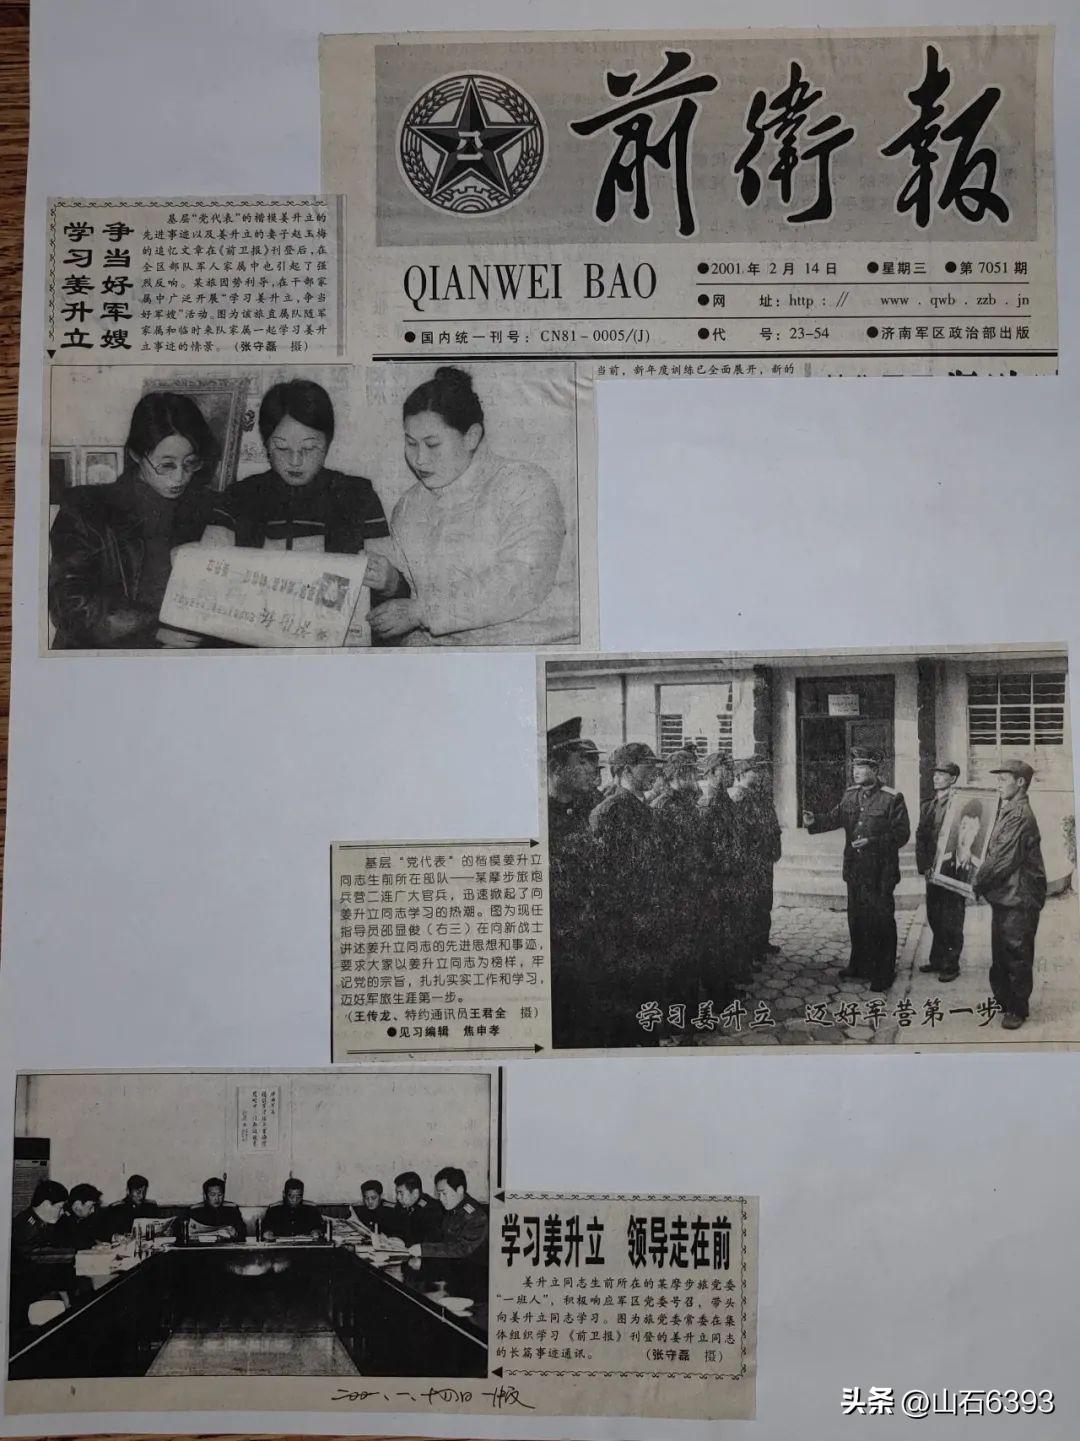 前衛報
QIANWEI BAO
●2001年2月14日 ●星期三 ●第7051期
●网 址：http：// www．qwb．zzb．jn
●国内统一刊号：CN81－0005/(J)
●代 号：23-54 ●济南军区政治部出版
当前，新年度训练已全面展开，新的
争当好军嫂
学习姜升立
基层“党代表”的楷模姜升立的
先进事迹以及姜升立的妻子赵玉梅
的追忆文章在《前卫报》刊登后，在
全区部队军人家属中也引起了强
烈反响。某旅因势利导，在干部家
属中广泛开展“学习姜升立，争当
好军嫂”活动。图为该旅直属队随军
家属和临时来队家属一起学习姜升
立事迹的情景。（张守磊 摄）
基层“党代表”的楷模姜升立
同志生前所在部队——某摩步旅炮
兵营二连广大官兵，迅速掀起了向
姜升立同志学习的热潮。图为现任
指导员邵显俊（右三）在向新战士
讲述姜升立同志的先进思想和事迹，
要求大家以姜升立同志为榜样，牢
记党的宗旨，扎扎实实工作和学习，
迈好军旅生涯第一步。
（王传龙、特约通讯员王君全 摄）
●见习编辑 焦申孝
学习姜升立 迈好军营第一步
学习姜升立 领导走在前
姜升立同志生前所在的某摩步旅党委
“一班人”，积极响应军区党委号召，带头
向姜升立同志学习。图为旅党委常委在集
体组织学习《前卫报》刊登的姜升立同志
的长篇事迹通讯。 （张守磊 摄）
二00一、一、十四日 一版
头条 @山石6393